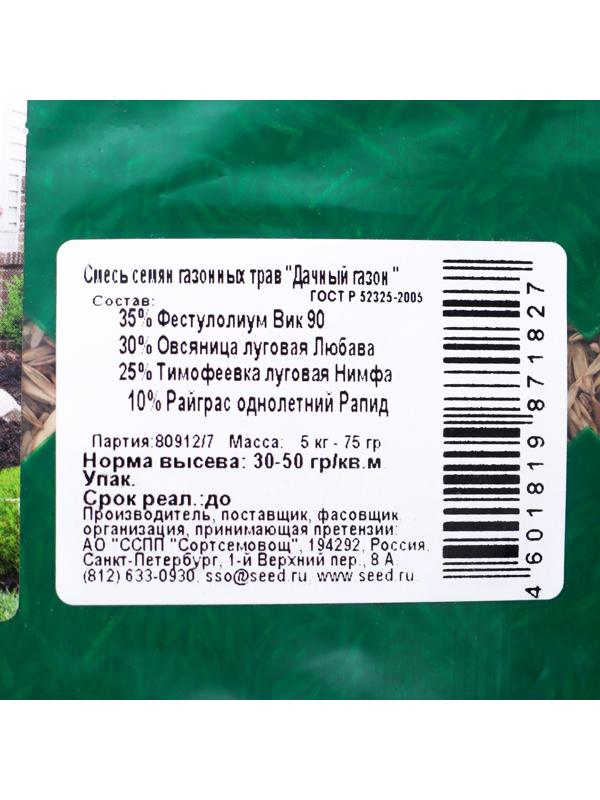 Смесь семян газонных трав "Дачный газон"
ГОСТ Р 52325-2005
Состав:
35% Фестулолиум Вик 90
30% Овсяница луговая Любава
25% Тимофеевка луговая Нимфа
10% Райграс однолетний Рапид
Партия:80912/7 Масса: 5 кг - 75 гр
Норма высева: 30-50 гр/кв.м
Упак.
Срок реал.:до
Производитель, поставщик, фасовщик,
организация, принимающая претензии:
АО "ССПП "Сортсемовощ", 194292, Россия,
Санкт-Петербург, 1-й Верхний пер., 8 А
(812) 633-0930, sso@seed.ru, www.seed.ru
4 601819 871827